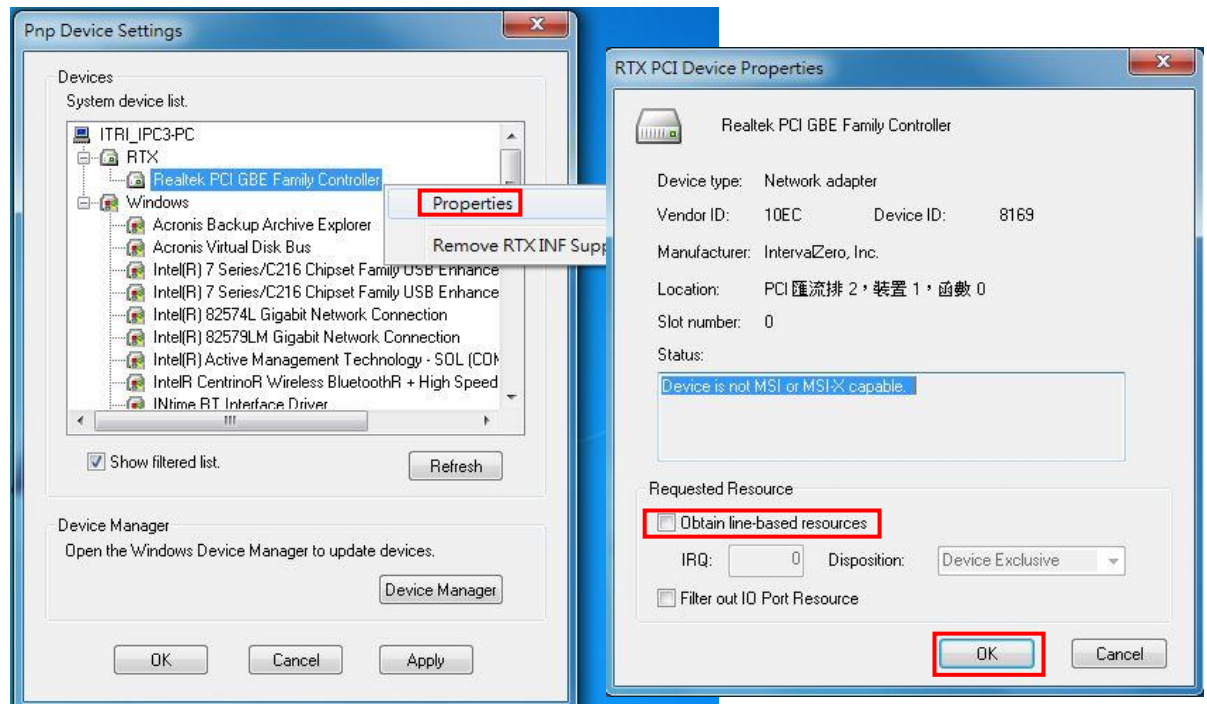 Pnp Device Settings
Devices
System device list.
ITRI_IPC3-PC
RTX
Realtek PCI GBE Family Controller
Windows
Acronis Backup Archive Explorer
Acronis Virtual Disk Bus
Intel(R) 7 Series/C216 Chipset Family USB Enhance
Intel(R) 7 Series/C216 Chipset Family USB Enhance
Intel(R) 82574L Gigabit Network Connection
Intel(R) 82579LM Gigabit Network Connection
Intel(R) Active Management Technology - SOL (COM
IntelR CentrinoR Wireless BluetoothR + High Speed
INtime RT Interface Driver
Properties
Remove RTX INF Supp
Show filtered list.
Refresh
Device Manager
Open the Windows Device Manager to update devices.
Device Manager
OK Cancel Apply
RTX PCI Device Properties
Realtek PCI GBE Family Controller
Device type: Network adapter
Vendor ID: 10EC Device ID: 8169
Manufacturer: IntervalZero, Inc.
Location: PCI 匯流排 2，裝置 1，函數 0
Slot number: 0
Status:
Device is not MSI or MSI-X capable.
Requested Resource
Obtain line-based resources
IRQ: 0 Disposition: Device Exclusive
Filter out IO Port Resource
OK Cancel